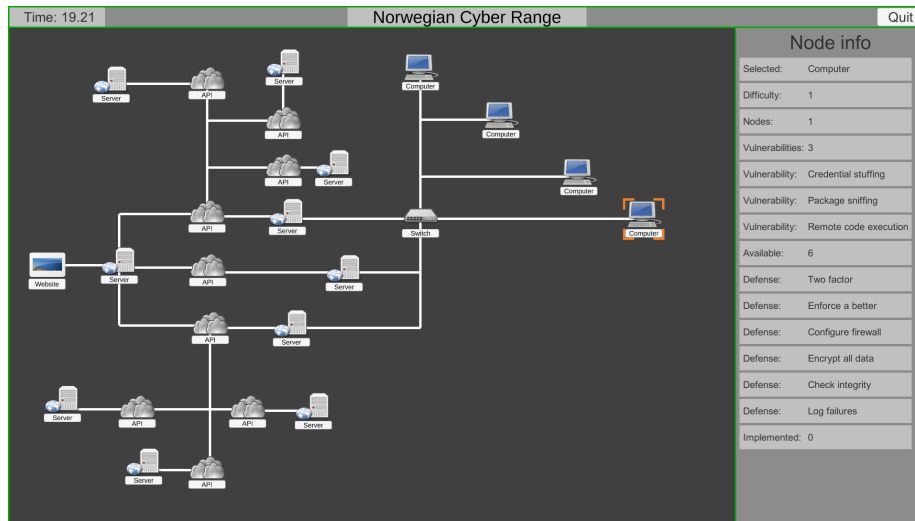 Time: 19.21
Norwegian Cyber Range
Quit
Node info
Selected: Computer
Difficulty: 1
Nodes: 1
Vulnerabilities: 3
Vulnerability: Credential stuffing
Vulnerability: Package sniffing
Vulnerability: Remote code execution
Available: 6
Defense: Two factor
Defense: Enforce a better
Defense: Configure firewall
Defense: Encrypt all data
Defense: Check integrity
Defense: Log failures
Implemented: 0
Server
API
Server
Computer
API
Computer
API
Server
Computer
API
Server
Switch
Computer
Website
Server
API
Server
API
Server
Server
API
API
Server
Server
API